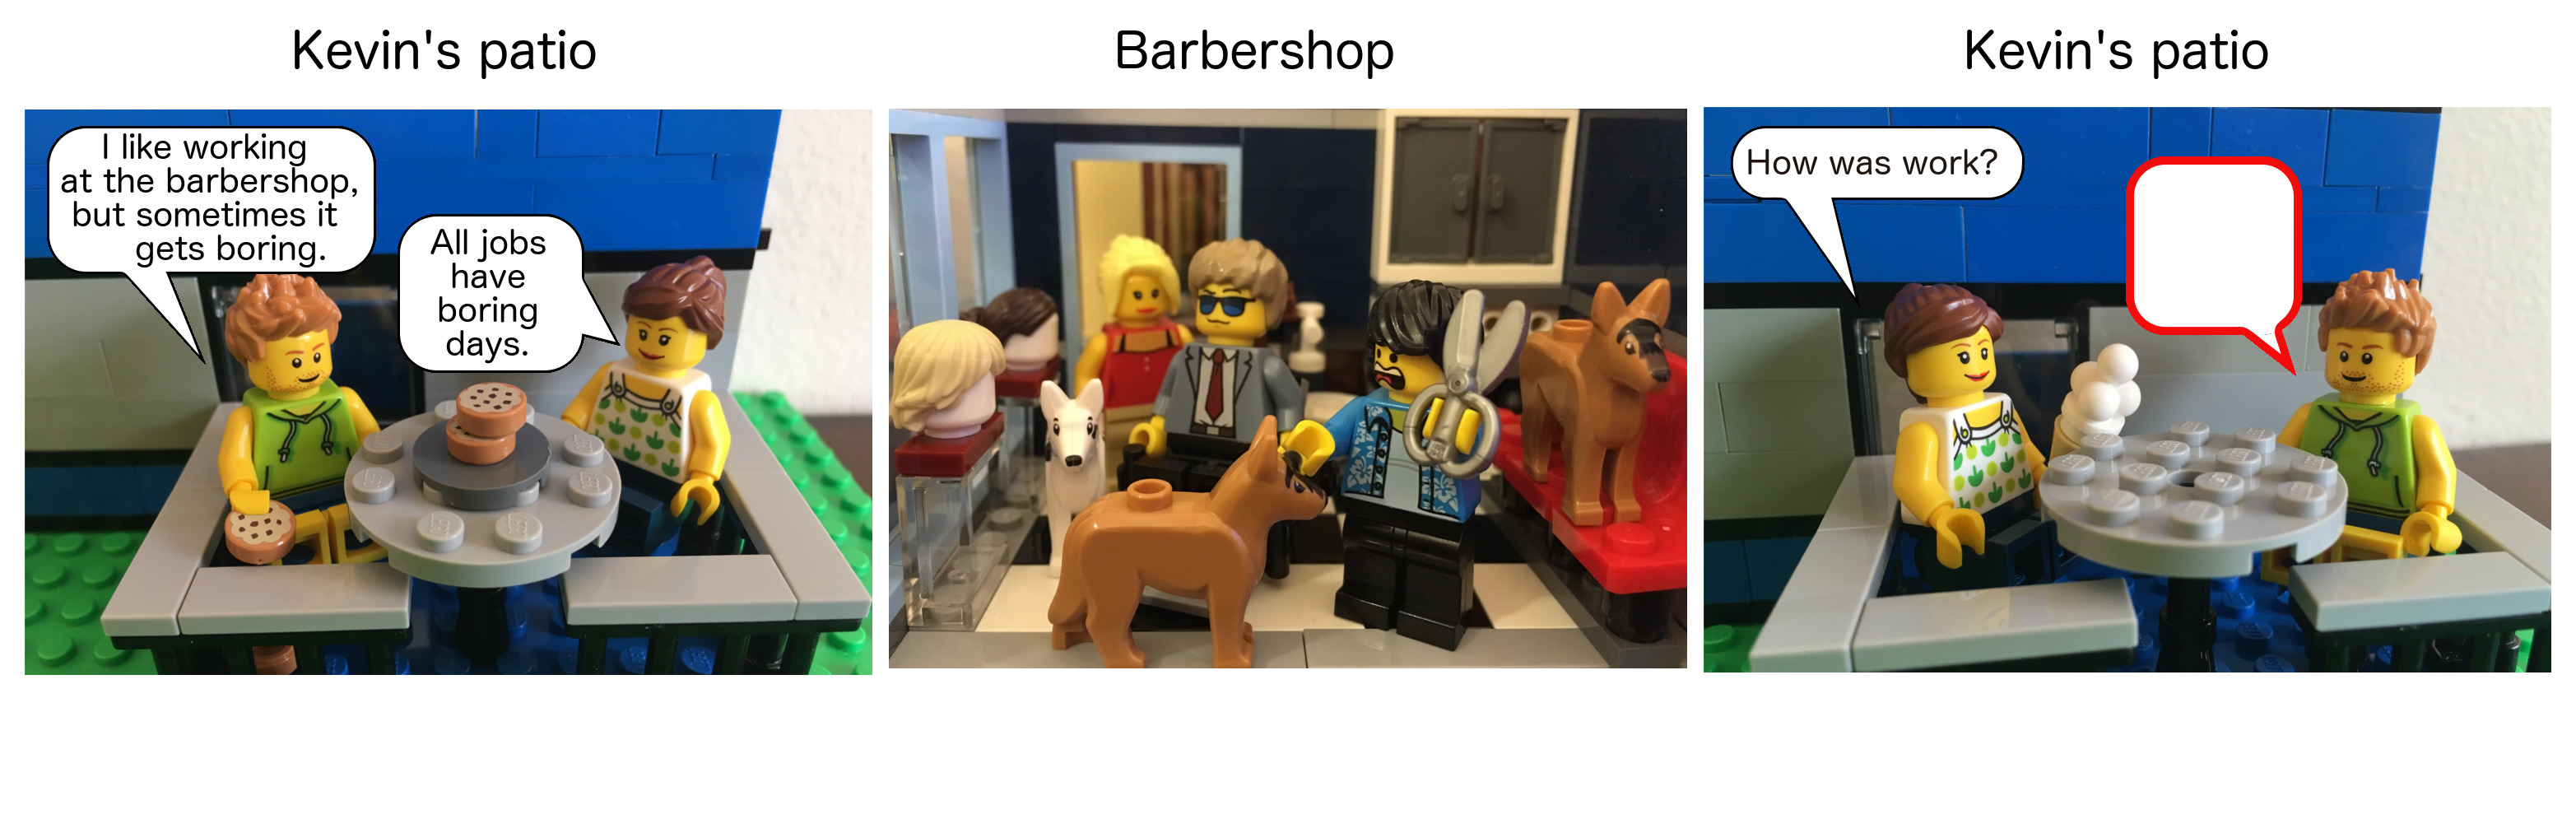 Kevin's patio
I like working
at the barbershop,
but sometimes it
gets boring.
All jobs
have
boring
days.
Barbershop
Kevin's patio
How was work?